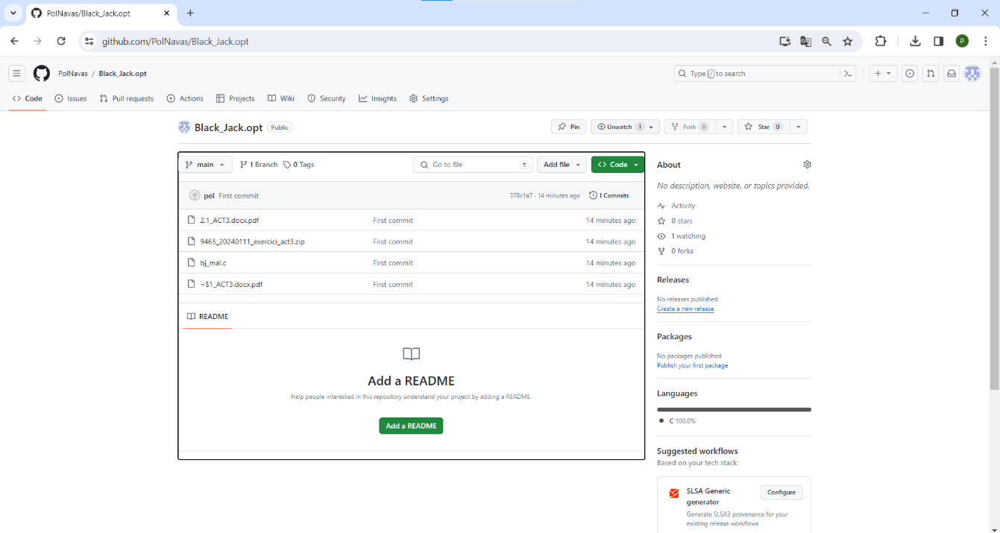 PolNavas/Black_Jack.opt
github.com/PolNavas/Black_Jack.opt
p
PolNavas / Black_Jack.opt
Type / to search
Code Issues Pull requests Actions Projects Wiki Security Insights Settings
Black_Jack.opt Public
Pin Unwatch 1 Fork 0 Star 0
main 1 Branch 0 Tags Go to file t Add file <> Code
pol First commit 378c1a7 · 14 minutes ago 1 Commits
2.1_ACT3.docx.pdf First commit 14 minutes ago
9465_20240111_exercici_act3.zip First commit 14 minutes ago
bj_mal.c First commit 14 minutes ago
~$1_ACT3.docx.pdf First commit 14 minutes ago
README
Add a README
Help people interested in this repository understand your project by adding a README.
Add a README
About
No description, website, or topics provided.
Activity
0 stars
1 watching
0 forks
Releases
No releases published
Create a new release
Packages
No packages published
Publish your first package
Languages
C 100.0%
Suggested workflows
Based on your tech stack
SLSA Generic
generator
Configure
Generate SLSA3 provenance for your
existing release workflows